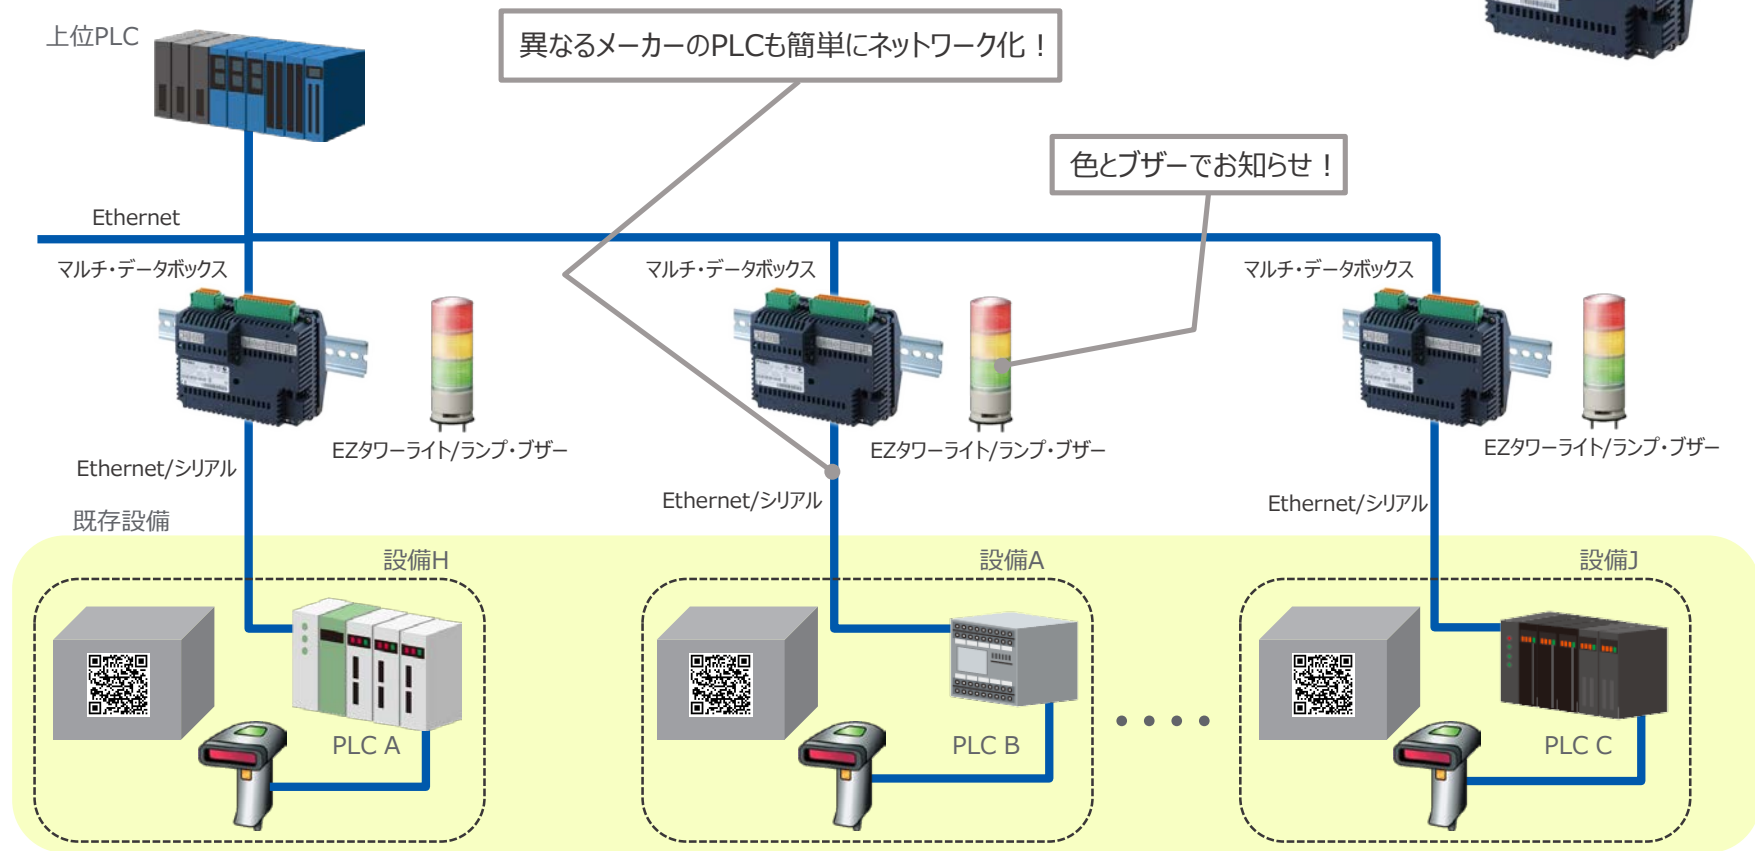 上位PLC
異なるメーカーのPLCも簡単にネットワーク化！
色とブザーでお知らせ！
Ethernet
マルチ・データボックス
マルチ・データボックス
マルチ・データボックス
EZタワーライト/ランプ・ブザー
EZタワーライト/ランプ・ブザー
EZタワーライト/ランプ・ブザー
Ethernet/シリアル
Ethernet/シリアル
Ethernet/シリアル
既存設備
設備H
設備A
設備J
PLC A
PLC B
PLC C